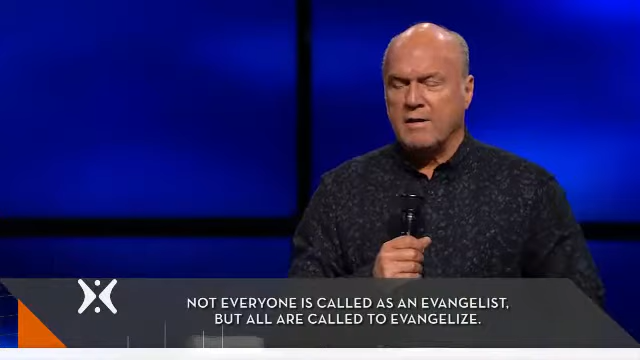 NOT EVERYONE IS CALLED AS AN EVANGELIST,
BUT ALL ARE CALLED TO EVANGELIZE.